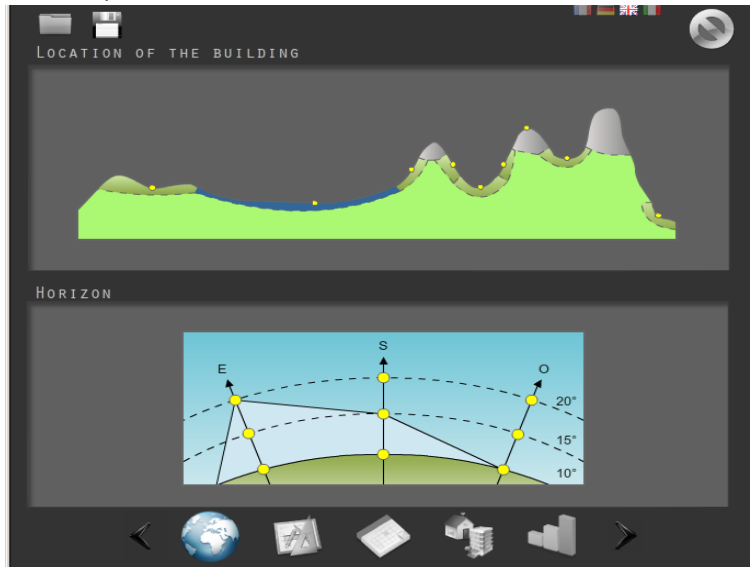 LOCATION OF THE BUILDING
HORIZON
S
E
O
20°
15°
10°